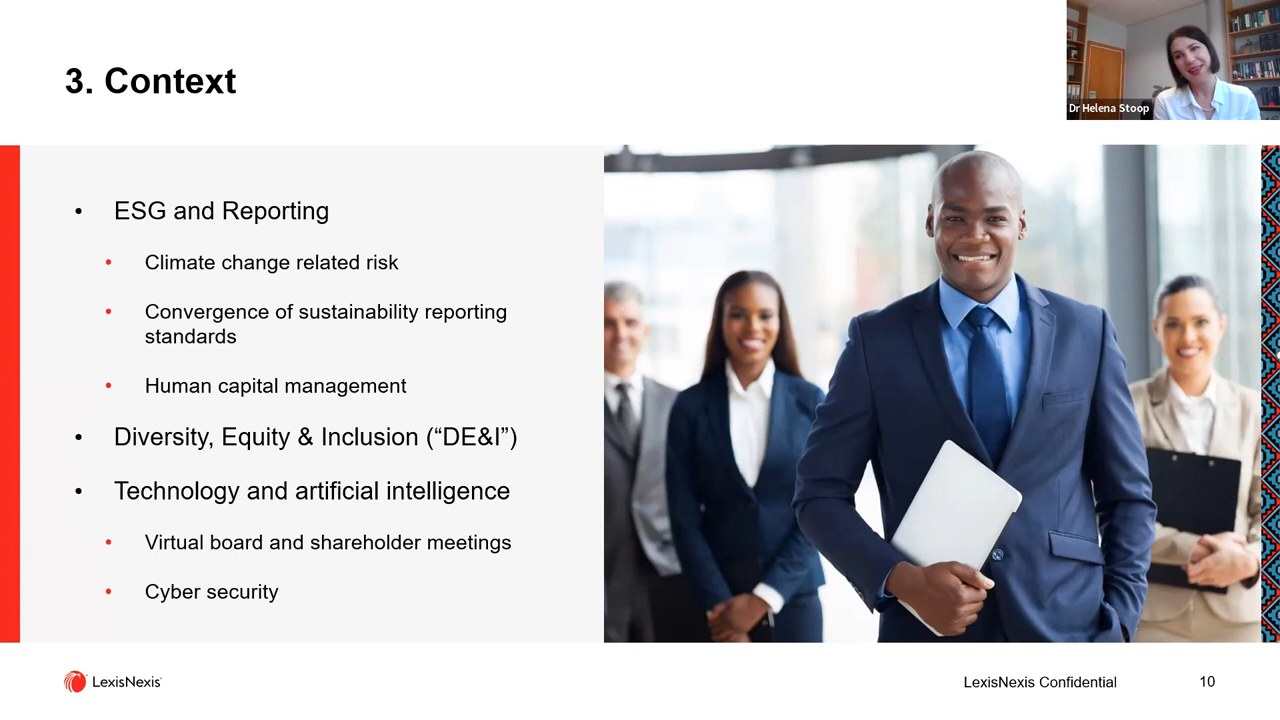 3. Context
Dr Helena Stoop
• ESG and Reporting
• Climate change related risk
• Convergence of sustainability reporting
standards
• Human capital management
• Diversity, Equity & Inclusion (“DE&I”)
• Technology and artificial intelligence
• Virtual board and shareholder meetings
• Cyber security
LexisNexis
LexisNexis Confidential
10